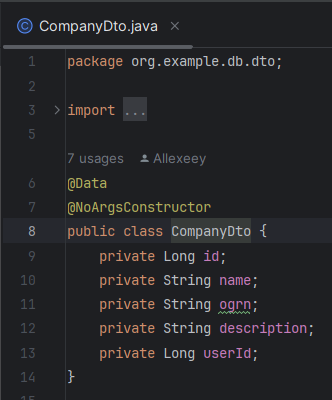 CompanyDto.java
1 package org.example.db.dto;
2
3 import ...
5
7 usages Allexeey
6 @Data
7 @NoArgsConstructor
8 public class CompanyDto {
9 private Long id;
10 private String name;
11 private String ogrn;
12 private String description;
13 private Long userId;
14 }
15